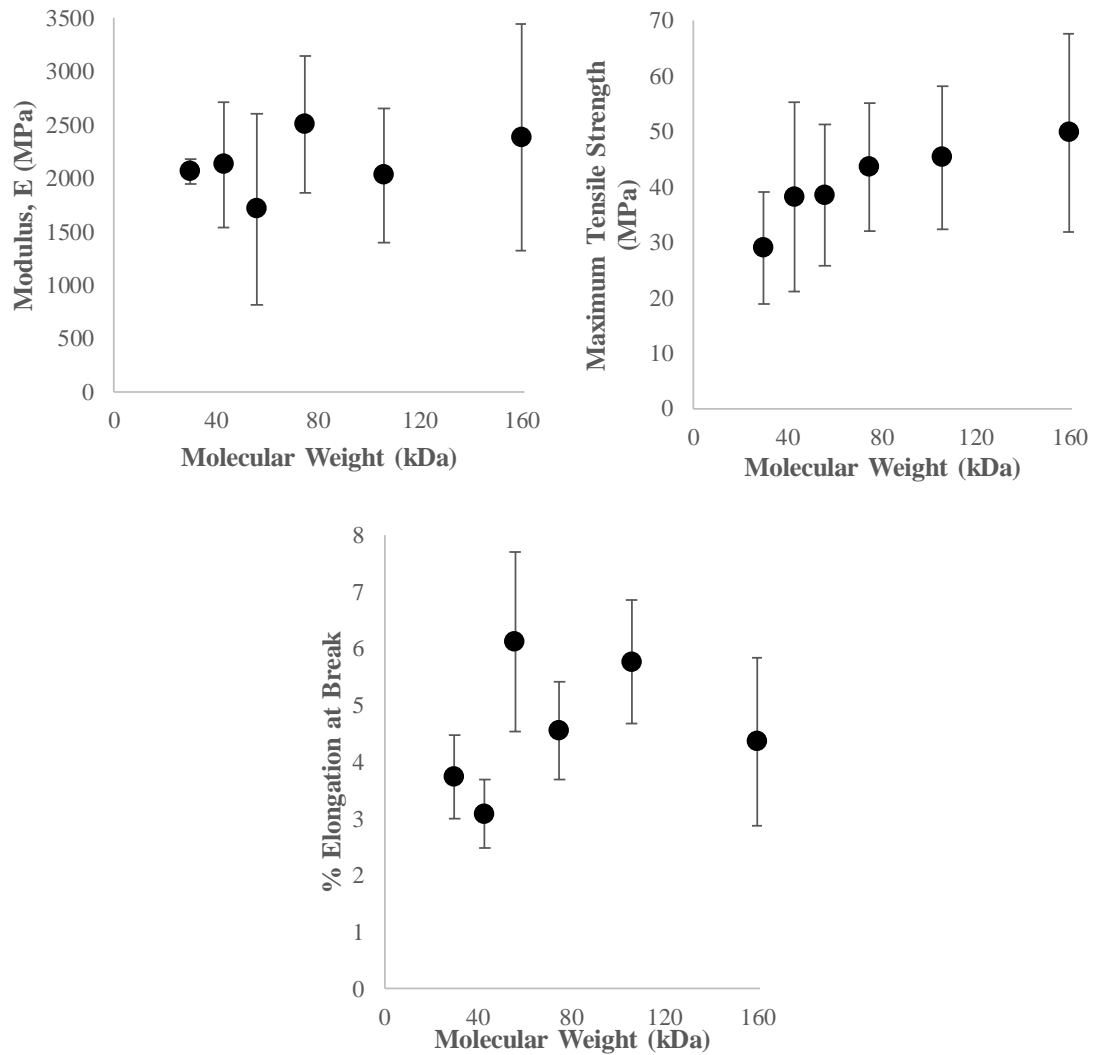 3500
3000
2500
2000
1500
1000
500
0
Modulus, E (MPa)
0 40 80 120 160
Molecular Weight (kDa)
70
60
50
40
30
20
10
0
Maximum Tensile Strength
(MPa)
0 40 80 120 160
Molecular Weight (kDa)
8
7
6
5
4
3
2
1
0
% Elongation at Break
0 40 80 120 160
Molecular Weight (kDa)